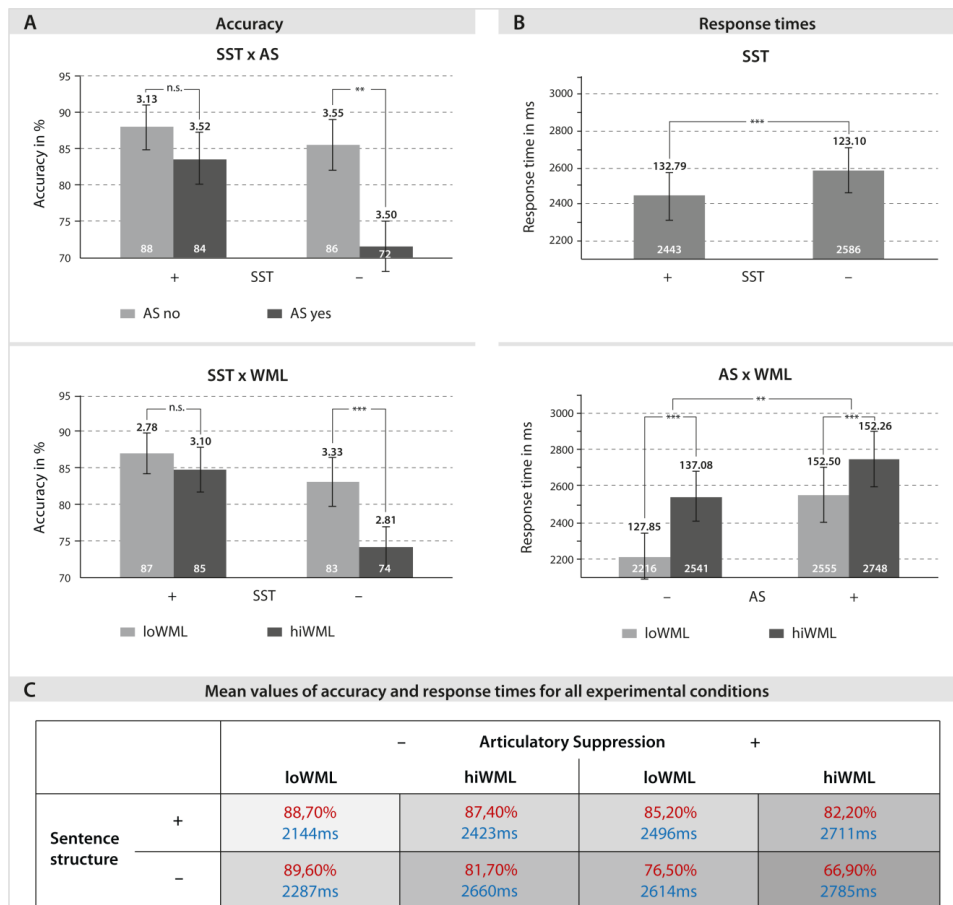 A Accuracy
SST x AS
Accuracy in %
95
90
85
80
75
70
3.13
n.s.
3.52
3.55
**
3.50
88
84
86
72
+ SST –
AS no AS yes
B Response times
SST
Response time in ms
3000
2800
2600
2400
2200
132.79
***
123.10
2443
2586
+ SST –
SST x WML
Accuracy in %
95
90
85
80
75
70
2.78
n.s.
3.10
3.33
***
2.81
87
85
83
74
+ SST –
loWML hiWML
AS x WML
Response time in ms
3000
2800
2600
2400
2200
**
***
***
127.85
137.08
152.50
152.26
2216
2541
2555
2748
– AS +
loWML hiWML
C Mean values of accuracy and response times for all experimental conditions
– Articulatory Suppression +
loWML hiWML loWML hiWML
Sentence
structure
+ 88,70% 87,40% 85,20% 82,20%
2144ms 2423ms 2496ms 2711ms
– 89,60% 81,70% 76,50% 66,90%
2287ms 2660ms 2614ms 2785ms